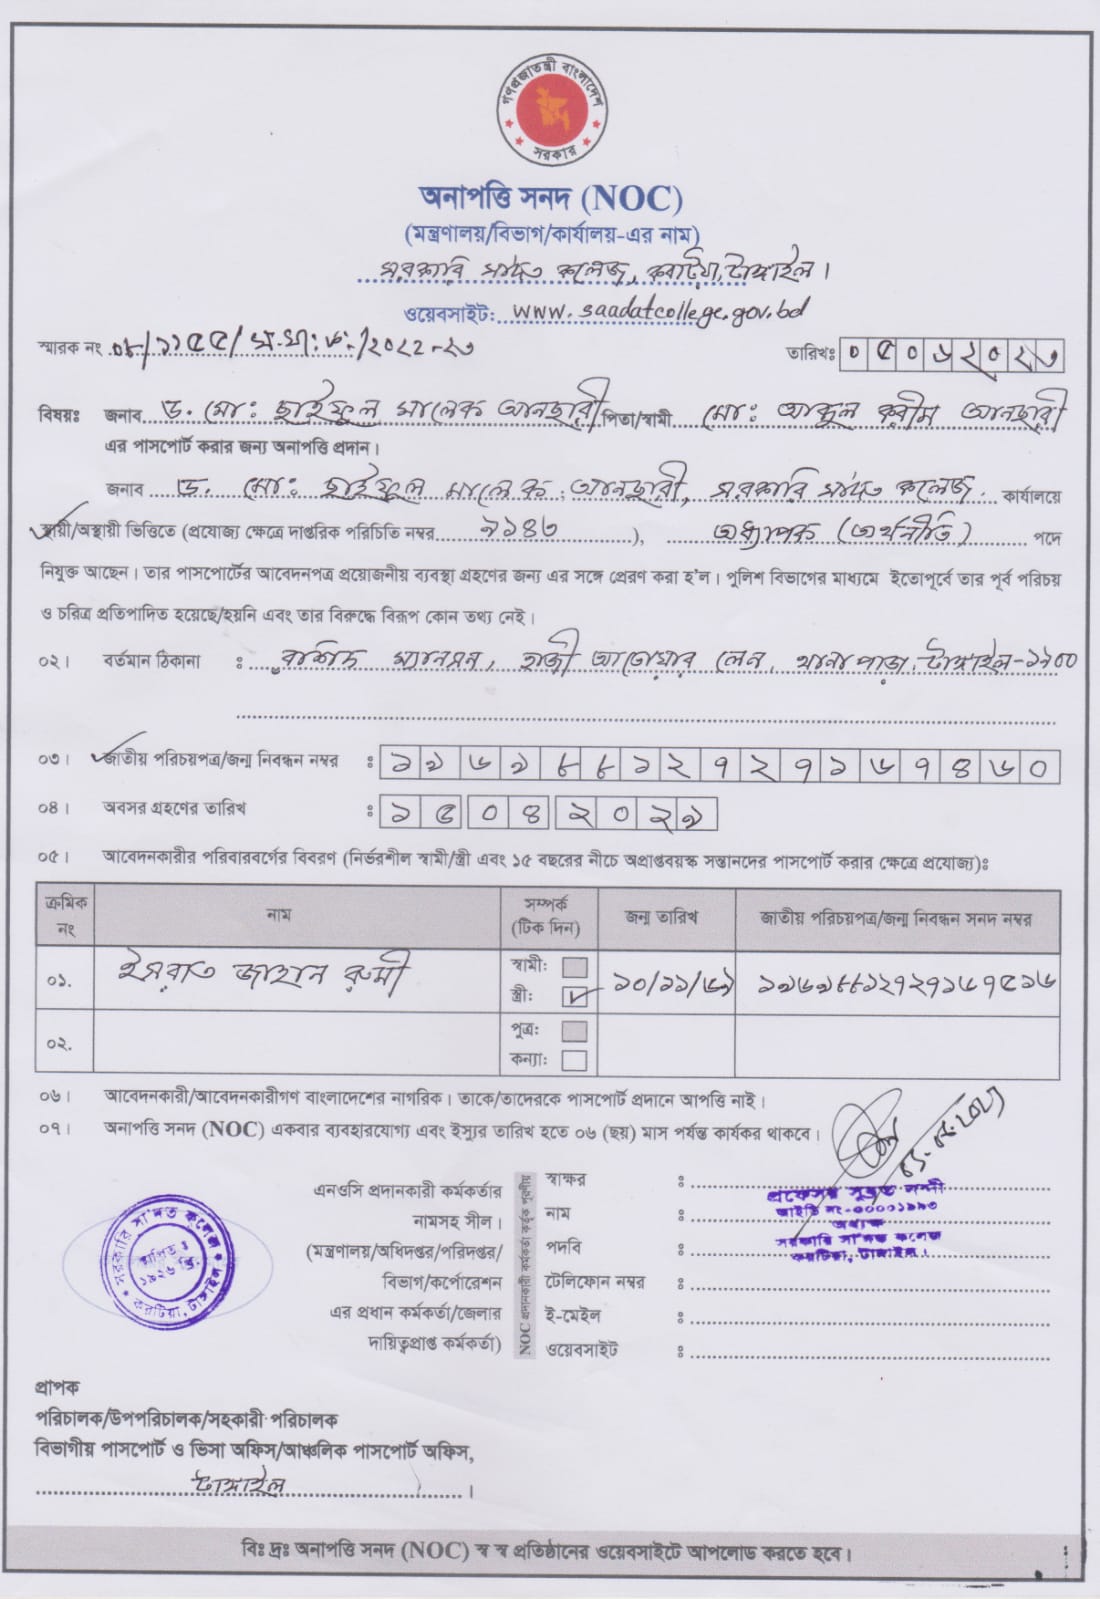 গণপ্রজাতন্ত্রী বাংলাদেশ
সরকার
অনাপত্তি সনদ (NOC)
(মন্ত্রণালয়/বিভাগ/কার্যালয়-এর নাম)
সরকারি সা'দত কলেজ, করটিয়া, টাঙ্গাইল।
ওয়েবসাইট: www.saadatcollege.gov.bd
স্মারক নং ০৮/১১৫৫/স.সা:ক:/২০২২-২৩ তারিখঃ ০৫০৬২০২৩
বিষয়ঃ জনাব ড. মো: ছাইফুল মালেক আনছারী পিতা/স্বামী মো: আব্দুল করীম আনছারী
এর পাসপোর্ট করার জন্য অনাপত্তি প্রদান।
জনাব ড. মো: ছাইফুল মালেক আনছারী, সরকারি সা'দত কলেজ কার্যালয়ে
স্থায়ী/অস্থায়ী ভিত্তিতে (প্রযোজ্য ক্ষেত্রে দাপ্তরিক পরিচিতি নম্বর ৯১৪৬), অধ্যাপক (অর্থনীতি) পদে
নিযুক্ত আছেন। তার পাসপোর্টের আবেদনপত্র প্রয়োজনীয় ব্যবস্থা গ্রহণের জন্য এর সঙ্গে প্রেরণ করা হ'ল। পুলিশ বিভাগের মাধ্যমে ইতোপূর্বে তার পূর্ব পরিচয়
ও চরিত্র প্রতিপাদিত হয়েছে/হয়নি এবং তার বিরুদ্ধে বিরূপ কোন তথ্য নেই।
০২। বর্তমান ঠিকানা : রশিদ ম্যানসন, হাজী আতোয়ার লেন, থানা পাড়া, টাঙ্গাইল-১৯০০
০৩। জাতীয় পরিচয়পত্র/জন্ম নিবন্ধন নম্বর : ১৯৬৯৮৮১২৭২৭১৬৭৪৬০
০৪। অবসর গ্রহণের তারিখ : ১৫০৪২০২৯
০৫। আবেদনকারীর পরিবারবর্গের বিবরণ (নির্ভরশীল স্বামী/স্ত্রী এবং ১৫ বছরের নীচে অপ্রাপ্তবয়স্ক সন্তানদের পাসপোর্ট করার ক্ষেত্রে প্রযোজ্য)ঃ
ক্রমিক নং নাম সম্পর্ক (টিক দিন) জন্ম তারিখ জাতীয় পরিচয়পত্র/জন্ম নিবন্ধন সনদ নম্বর
০১. ইসরাত জাহান রুমী স্বামী: স্ত্রী: ১০/১১/৬৯ ১৯৬৯৮৮১২৭২৭১৬৭৫১৬
০২. পুত্র: কন্যা:
০৬। আবেদনকারী/আবেদনকারীগণ বাংলাদেশের নাগরিক। তাকে/তাদেরকে পাসপোর্ট প্রদানে আপত্তি নাই।
০৭। অনাপত্তি সনদ (NOC) একবার ব্যবহারযোগ্য এবং ইস্যুর তারিখ হতে ০৬ (ছয়) মাস পর্যন্ত কার্যকর থাকবে।
এনওসি প্রদানকারী কর্মকর্তার
নামসহ সীল।
(মন্ত্রণালয়/অধিদপ্তর/পরিদপ্তর/
বিভাগ/কর্পোরেশন
এর প্রধান কর্মকর্তা/জেলার
দায়িত্বপ্রাপ্ত কর্মকর্তা)
NOC প্রদানকারী কর্মকর্তা কর্তৃক পূরণীয়
স্বাক্ষর :
নাম :
পদবি :
টেলিফোন নম্বর :
ই-মেইল :
ওয়েবসাইট :
প্রফেসর সুব্রত নন্দী
আইডি নং-০০০০১৯৯৩
অধ্যক্ষ
সরকারি সা'দত কলেজ
করটিয়া, টাঙ্গাইল।
সরকারি সা'দত কলেজ
স্থাপিত :
১৯২৬ খ্রি.
করটিয়া, টাঙ্গাইল
প্রাপক
পরিচালক/উপপরিচালক/সহকারী পরিচালক
বিভাগীয় পাসপোর্ট ও ভিসা অফিস/আঞ্চলিক পাসপোর্ট অফিস,
টাঙ্গাইল।
বিঃ দ্রঃ অনাপত্তি সনদ (NOC) স্ব স্ব প্রতিষ্ঠানের ওয়েবসাইটে আপলোড করতে হবে।